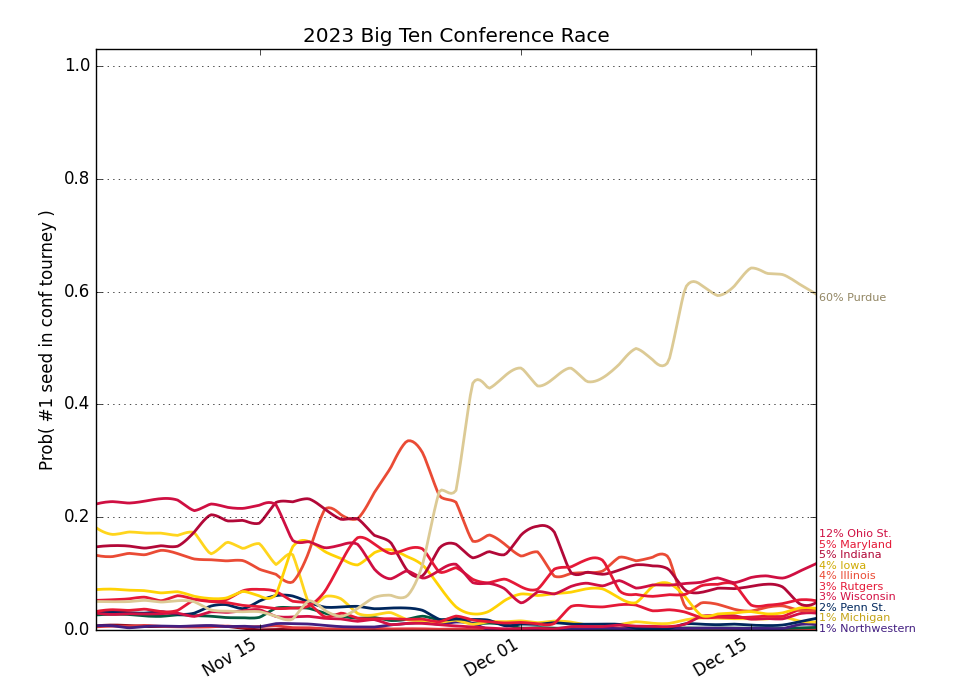 2023 Big Ten Conference Race
Prob( #1 seed in conf tourney )
1.0
0.8
0.6
0.4
0.2
0.0
Nov 15
Dec 01
Dec 15
60% Purdue
12% Ohio St.
5% Maryland
5% Indiana
4% Iowa
4% Illinois
3% Rutgers
3% Wisconsin
2% Penn St.
1% Michigan
1% Northwestern